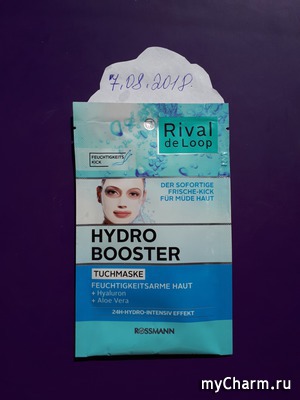 7.08.2018.
Rival
de Loop
FEUCHTIGKEITS
KICK
DER SOFORTIGE
FRISCHE-KICK
FÜR MÜDE HAUT
HYDRO
BOOSTER
TUCHMASKE
FEUCHTIGKEITSARME HAUT
+ Hyaluron
+ Aloe Vera
24H-HYDRO-INTENSIV EFFEKT
ROSSMANN
myCharm.ru